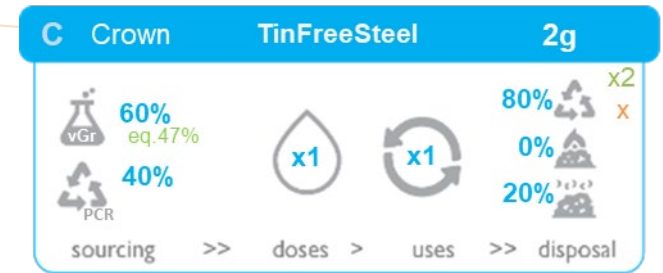 C Crown TinFreeSteel 2g
60%
eq.47%
vGr
40%
PCR
x1
x1
80% x2
x
0%
20%
sourcing >> doses > uses >> disposal